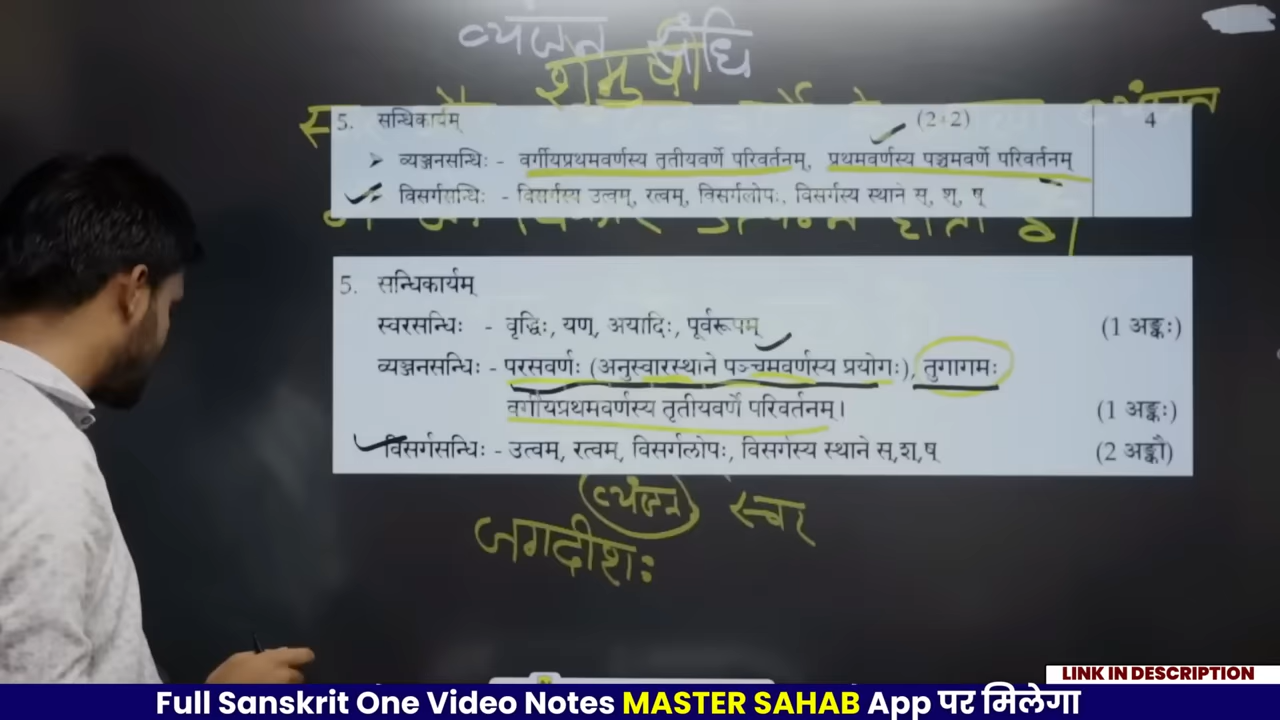 व्यंजन संधि
शेमुषी
व्यंजन
5. सन्धिकार्यम् (2+2) 4
➤ व्यञ्जनसन्धिः - वर्गीयप्रथमवर्णस्य तृतीयवर्णे परिवर्तनम्, प्रथमवर्णस्य पञ्चमवर्णे परिवर्तनम्
विसर्गसन्धिः - विसर्गस्य उत्वम्, रत्वम्, विसर्गलोपः, विसर्गस्य स्थाने स्, श्, ष्
होता है।
5. सन्धिकार्यम्
स्वरसन्धिः - वृद्धिः, यण्, अयादिः, पूर्वरूपम् (1 अङ्कः)
व्यञ्जनसन्धिः - परसवर्णः (अनुस्वारस्थाने पञ्चमवर्णस्य प्रयोगः), तुगागमः
वर्गीयप्रथमवर्णस्य तृतीयवर्णे परिवर्तनम्। (1 अङ्कः)
विसर्गसन्धिः - उत्वम्, रत्वम्, विसर्गलोपः, विसर्गस्य स्थाने स्,श्,ष् (2 अङ्कौ)
व्यंजन स्वर
जगदीशः
LINK IN DESCRIPTION
Full Sanskrit One Video Notes MASTER SAHAB App पर मिलेगा